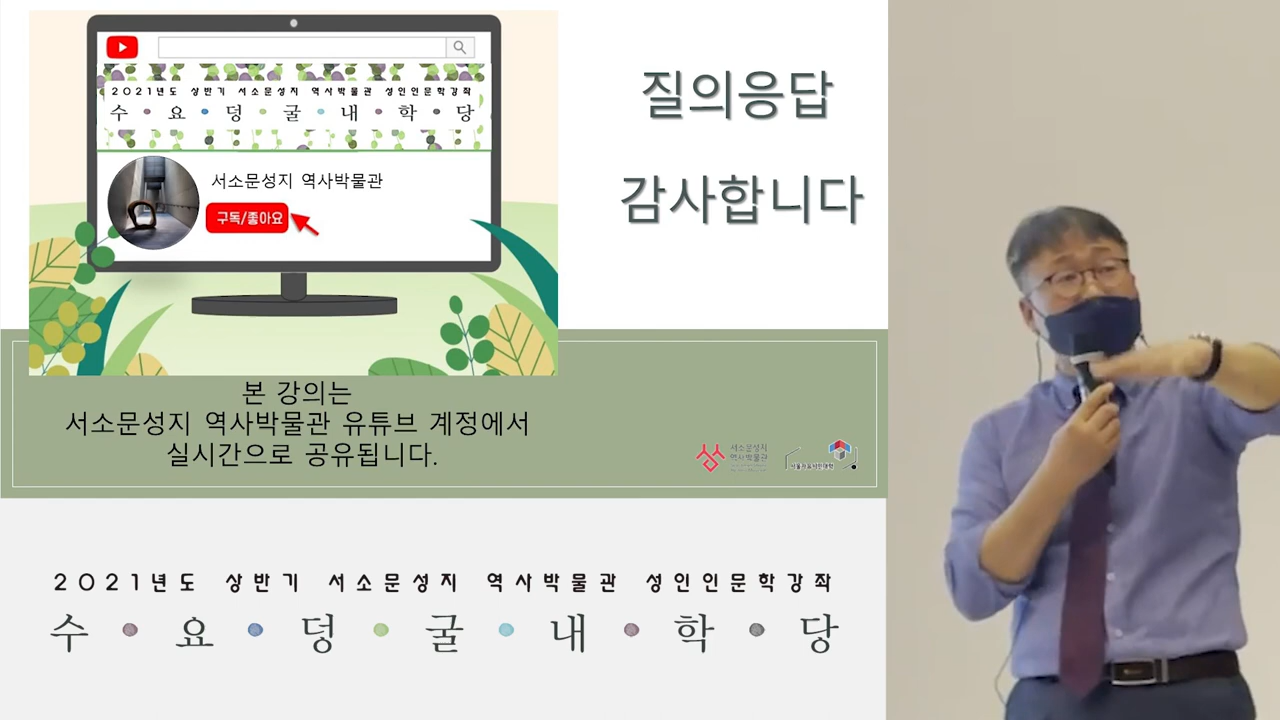 2021년도 상반기 서소문성지 역사박물관 성인인문학강좌
수·요·덩·굴·내·학·당
서소문성지 역사박물관
구독/좋아요
질의응답
감사합니다
본 강의는
서소문성지 역사박물관 유튜브 계정에서
실시간으로 공유됩니다.
서소문성지
역사박물관
2021년도 상반기 서소문성지 역사박물관 성인인문학강좌
수·요·덩·굴·내·학·당